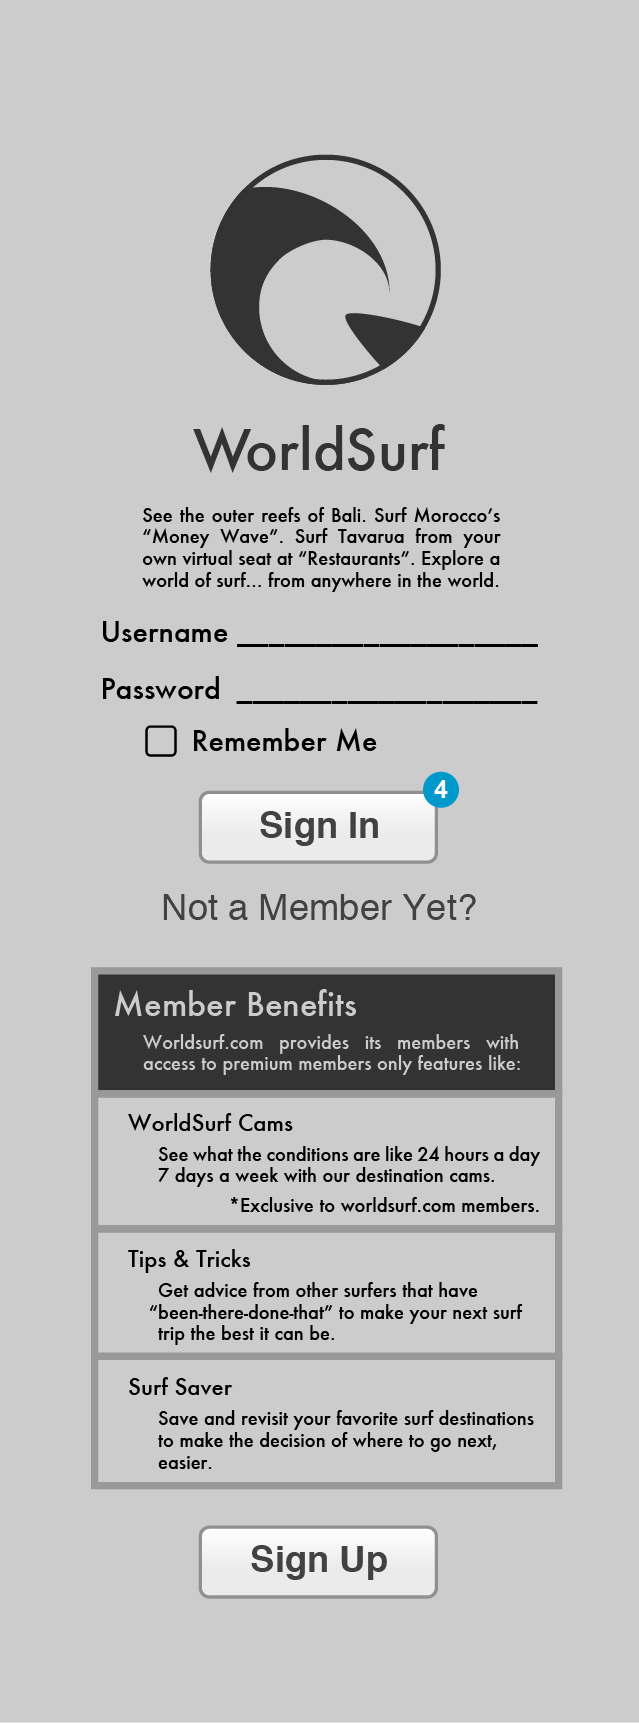 WorldSurf
See the outer reefs of Bali. Surf Morocco’s
“Money Wave”. Surf Tavarua from your
own virtual seat at “Restaurants”. Explore a
world of surf... from anywhere in the world.
Username ___________________
Password ___________________
Remember Me
4
Sign In
Not a Member Yet?
Member Benefits
Worldsurf.com provides its members with
access to premium members only features like:
WorldSurf Cams
See what the conditions are like 24 hours a day
7 days a week with our destination cams.
*Exclusive to worldsurf.com members.
Tips & Tricks
Get advice from other surfers that have
“been-there-done-that” to make your next surf
trip the best it can be.
Surf Saver
Save and revisit your favorite surf destinations
to make the decision of where to go next,
easier.
Sign Up